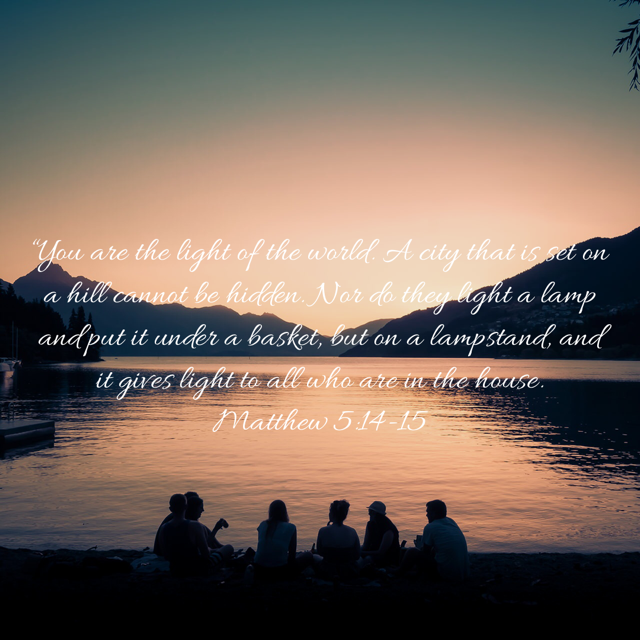 “You are the light of the world. A city that is set on
a hill cannot be hidden. Nor do they light a lamp
and put it under a basket, but on a lampstand, and
it gives light to all who are in the house.
Matthew 5:14-15